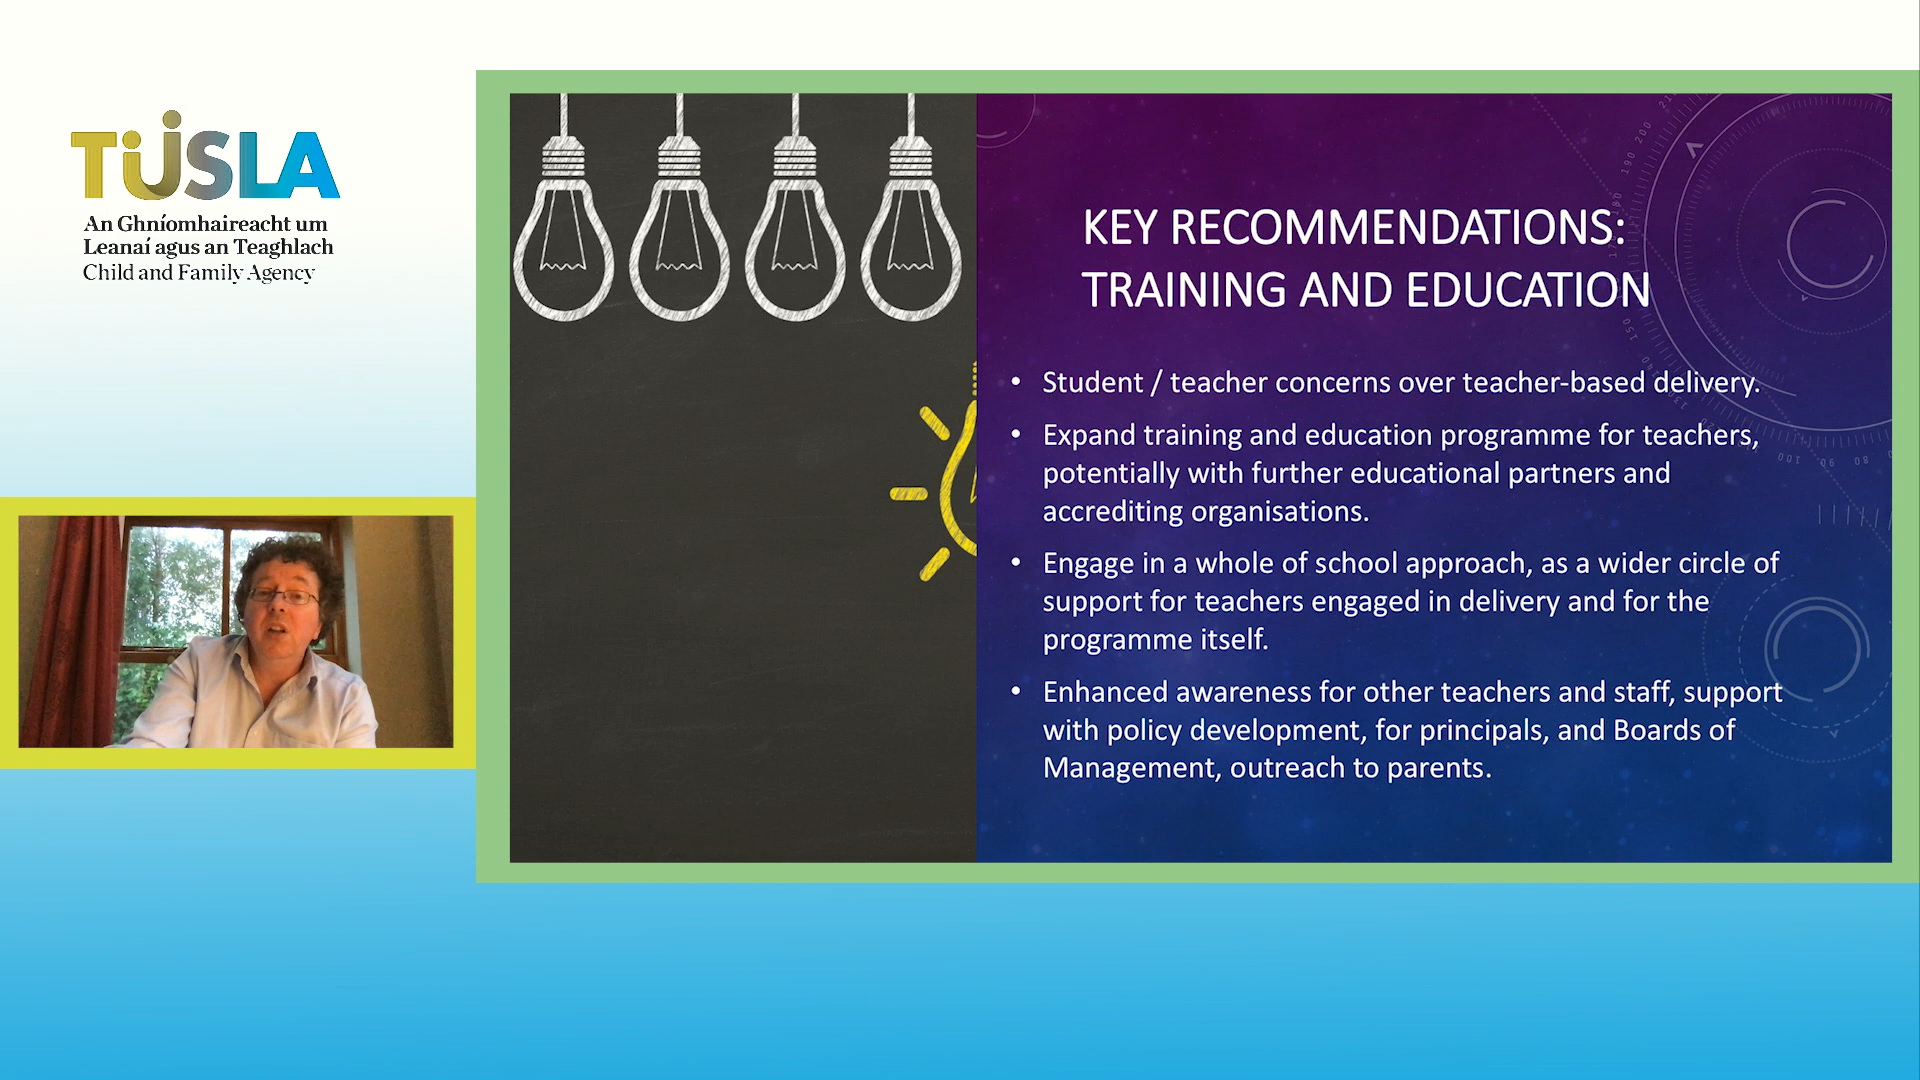 TUSLA
An Ghníomhaireacht um
Leanaí agus an Teaghlach
Child and Family Agency
KEY RECOMMENDATIONS:
TRAINING AND EDUCATION
• Student / teacher concerns over teacher-based delivery.
• Expand training and education programme for teachers,
potentially with further educational partners and
accrediting organisations.
• Engage in a whole of school approach, as a wider circle of
support for teachers engaged in delivery and for the
programme itself.
• Enhanced awareness for other teachers and staff, support
with policy development, for principals, and Boards of
Management, outreach to parents.